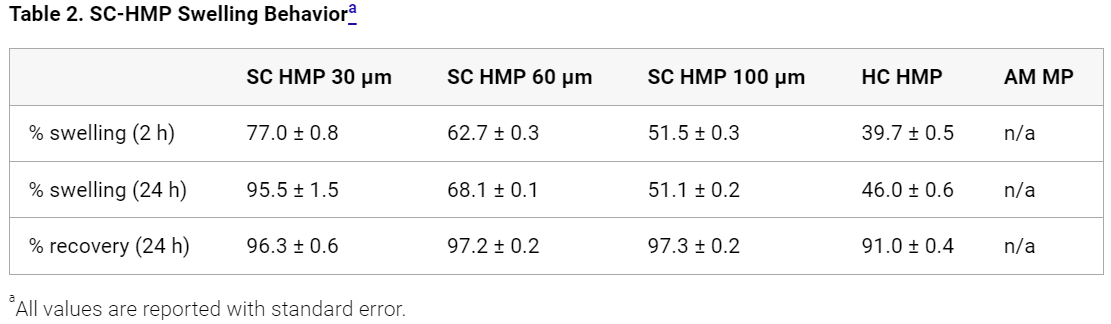 Table 2. SC-HMP Swelling Behaviora
SC HMP 30 μm SC HMP 60 μm SC HMP 100 μm HC HMP AM MP
% swelling (2 h) 77.0 ± 0.8 62.7 ± 0.3 51.5 ± 0.3 39.7 ± 0.5 n/a
% swelling (24 h) 95.5 ± 1.5 68.1 ± 0.1 51.1 ± 0.2 46.0 ± 0.6 n/a
% recovery (24 h) 96.3 ± 0.6 97.2 ± 0.2 97.3 ± 0.2 91.0 ± 0.4 n/a
aAll values are reported with standard error.